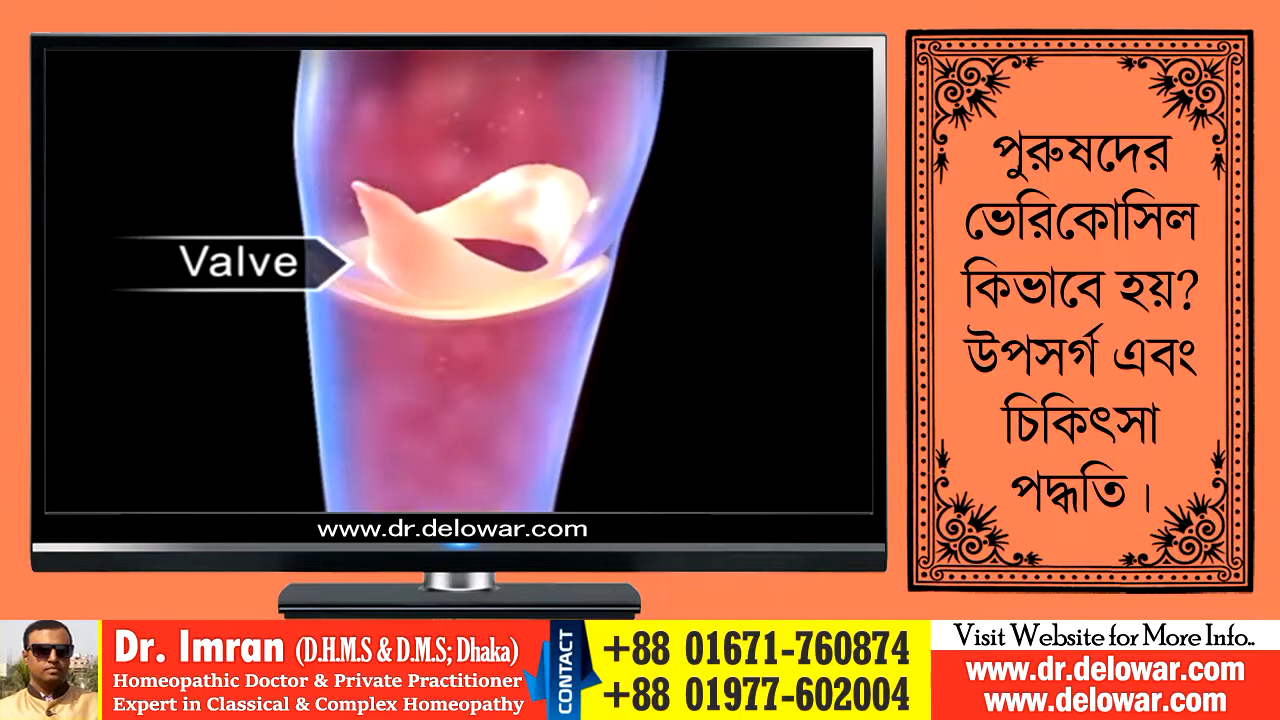 Valve
www.dr.delowar.com
পুরুষদের
ভেরিকোসিল
কিভাবে হয়?
উপসর্গ এবং
চিকিৎসা
পদ্ধতি।
Dr. Imran (D.H.M.S & D.M.S; Dhaka)
Homeopathic Doctor & Private Practitioner
Expert in Classical & Complex Homeopathy
CONTACT
+88 01671-760874
+88 01977-602004
Visit Website for More Info..
www.dr.delowar.com
www.delowar.com